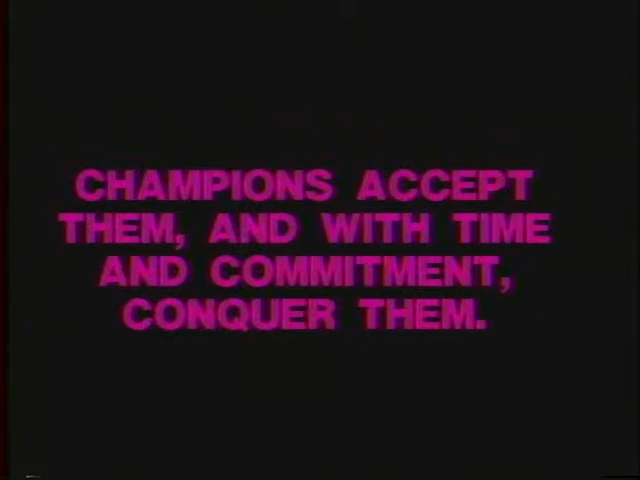 CHAMPIONS ACCEPT
THEM, AND WITH TIME
AND COMMITMENT,
CONQUER THEM.